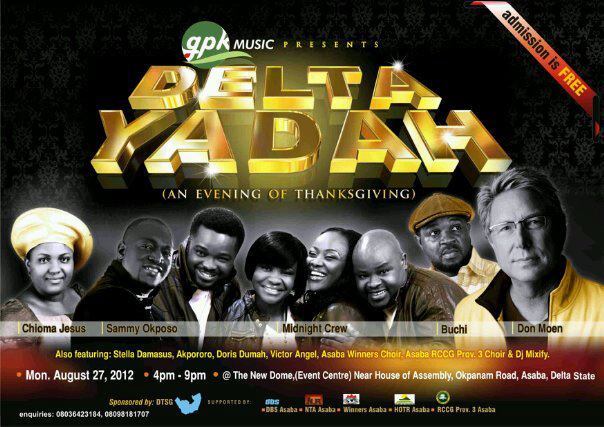 gpk MUSIC PRESENTS
admission is FREE
DELTA
YADAH
(AN EVENING OF THANKSGIVING)
Chioma Jesus Sammy Okposo Midnight Crew Buchi Don Moen
Also featuring: Stella Damasus, Akpororo, Doris Dumah, Victor Angel, Asaba Winners Choir, Asaba RCCG Prov. 3 Choir & Dj Mixify.
• Mon. August 27, 2012 • 4pm - 9pm • @ The New Dome,(Event Centre) Near House of Assembly, Okpanam Road, Asaba, Delta State
Sponsored by: DTSG SUPPORTED BY: DBS
•DBS Asaba •NTA Asaba •Winners Asaba •HOTR Asaba •RCCG Prov. 3 Asaba
enquiries: 08036423184, 08098181707